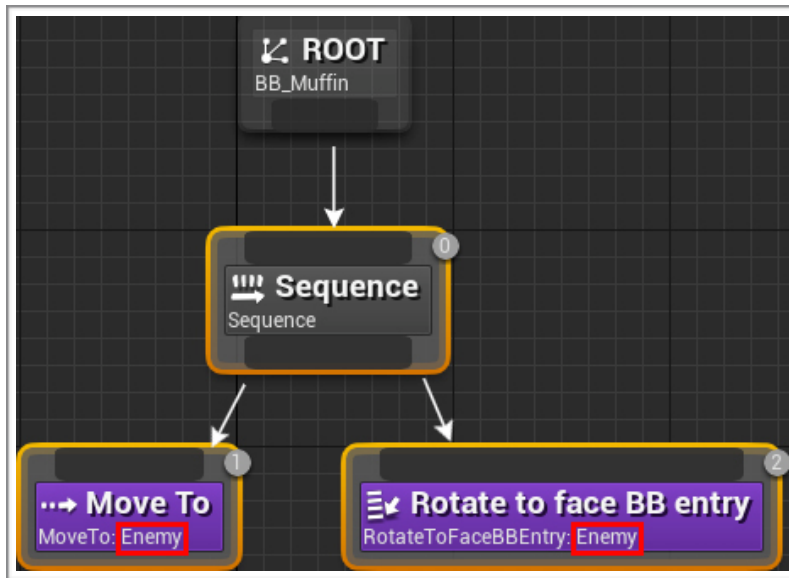 ROOT
BB_Muffin
0
Sequence
Sequence
1
Move To
MoveTo: Enemy
2
Rotate to face BB entry
RotateToFaceBBEntry: Enemy